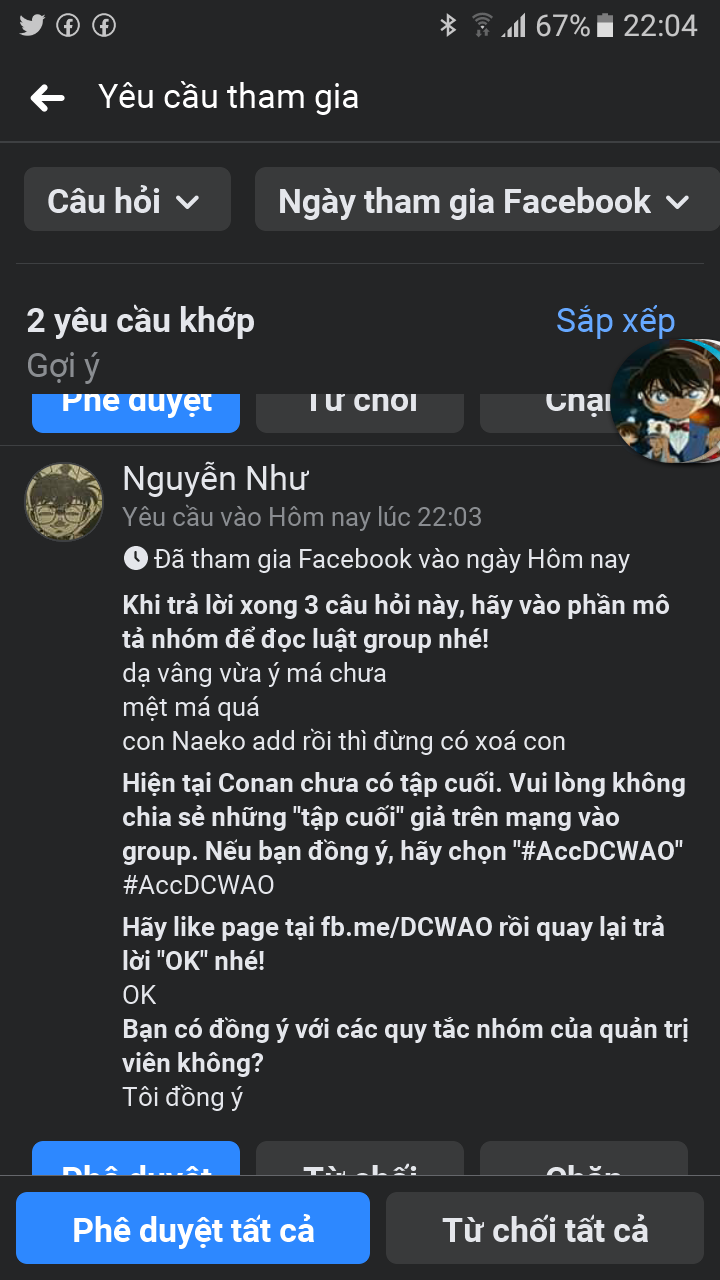 67% 22:04
Yêu cầu tham gia
Câu hỏi Ngày tham gia Facebook
2 yêu cầu khớp Sắp xếp
Gợi ý
Phê duyệt Từ chối
Nguyễn Như
Yêu cầu vào Hôm nay lúc 22:03
Đã tham gia Facebook vào ngày Hôm nay
Khi trả lời xong 3 câu hỏi này, hãy vào phần mô
tả nhóm để đọc luật group nhé!
dạ vâng vừa ý má chưa
mệt má quá
con Naeko add rồi thì đừng có xoá con
Hiện tại Conan chưa có tập cuối. Vui lòng không
chia sẻ những "tập cuối" giả trên mạng vào
group. Nếu bạn đồng ý, hãy chọn "#AccDCWAO"
#AccDCWAO
Hãy like page tại fb.me/DCWAO rồi quay lại trả
lời "OK" nhé!
OK
Bạn có đồng ý với các quy tắc nhóm của quản trị
viên không?
Tôi đồng ý
Phê duyệt Từ chối Chặn
Phê duyệt tất cả Từ chối tất cả